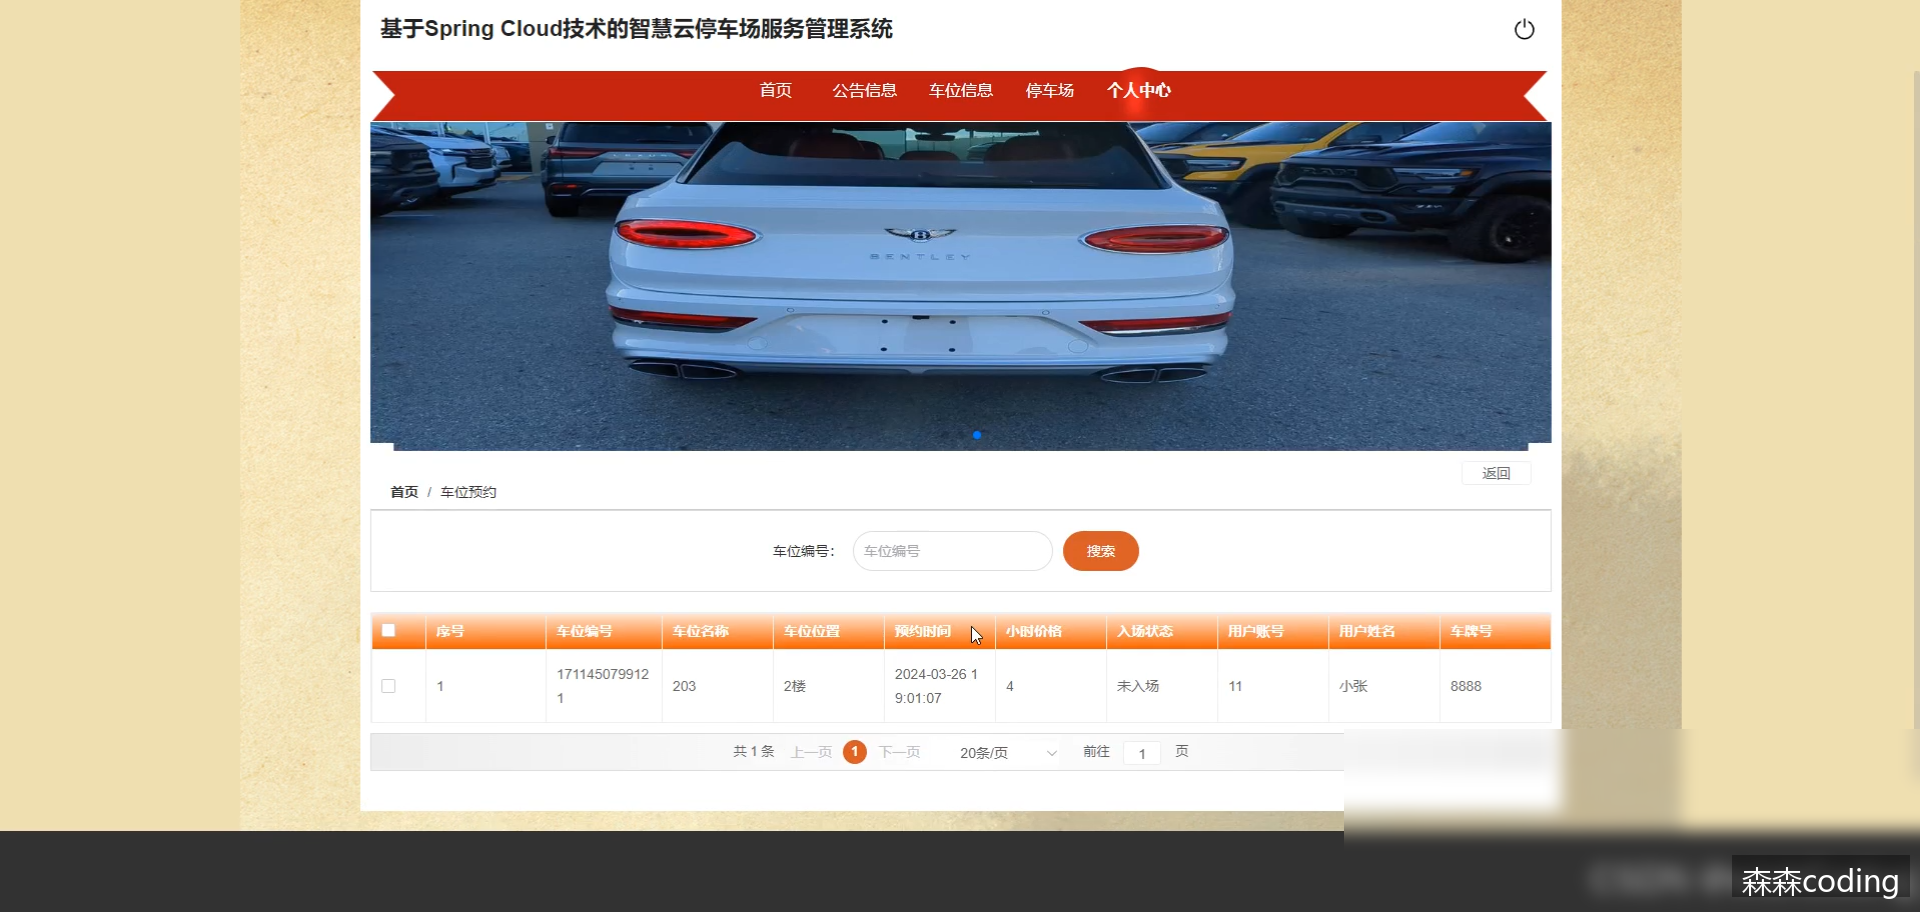 基于Spring Cloud技术的智慧云停车场服务管理系统
首页 公告信息 车位信息 停车场 个人中心
BENTLEY
返回
首页 / 车位预约
车位编号： 车位编号 搜索
序号 车位编号 车位名称 车位位置 预约时间 小时价格 入场状态 用户账号 用户姓名 车牌号
1 171145079912 203 2楼 2024-03-26 1 4 未入场 11 小张 8888
1 9:01:07
共 1 条 上一页 1 下一页 20条/页 前往 1 页
森森coding